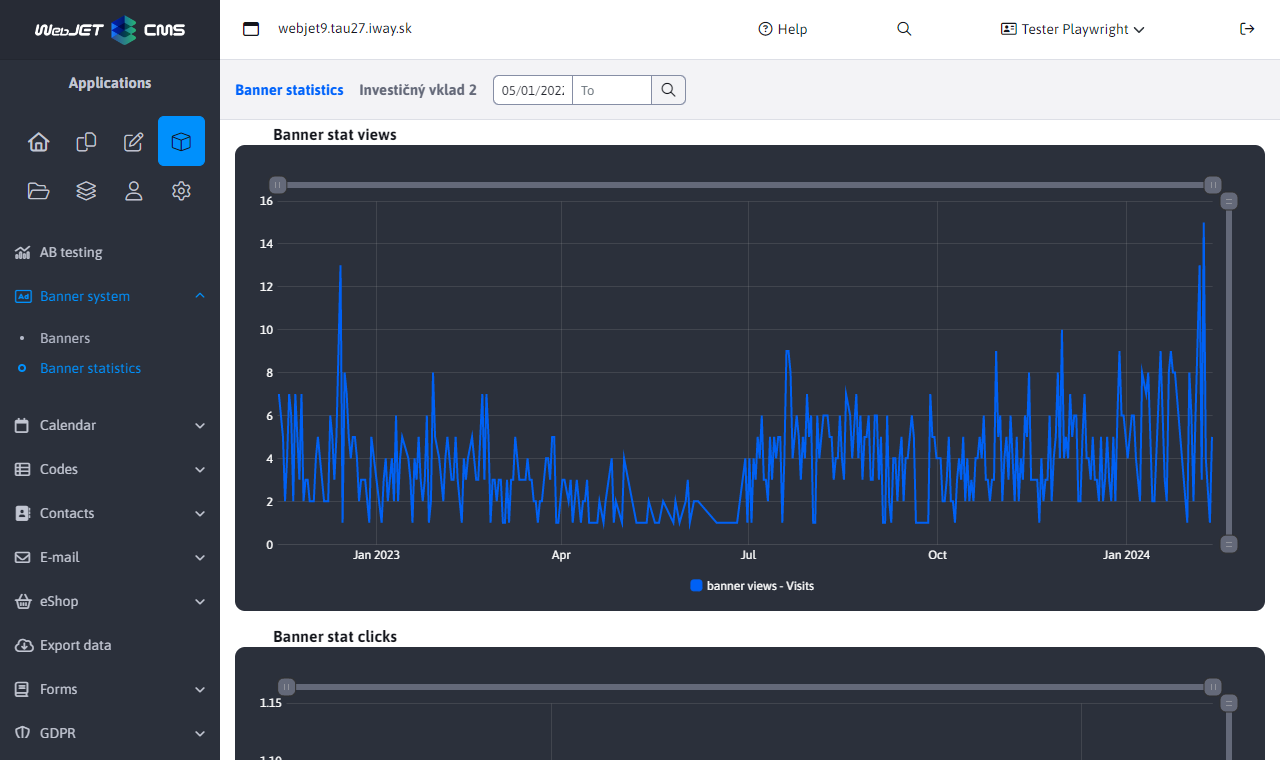 WebJET CMS
webjet9.tau27.iway.sk
Help
Tester Playwright
Applications
Banner statistics
Investičný vklad 2
05/01/2022
To
AB testing
Banner system
Banners
Banner statistics
Calendar
Codes
Contacts
E-mail
eShop
Export data
Forms
GDPR
Banner stat views
16
14
12
10
8
6
4
2
0
Jan 2023
Apr
Jul
Oct
Jan 2024
banner views - Visits
Banner stat clicks
1.15
1.10